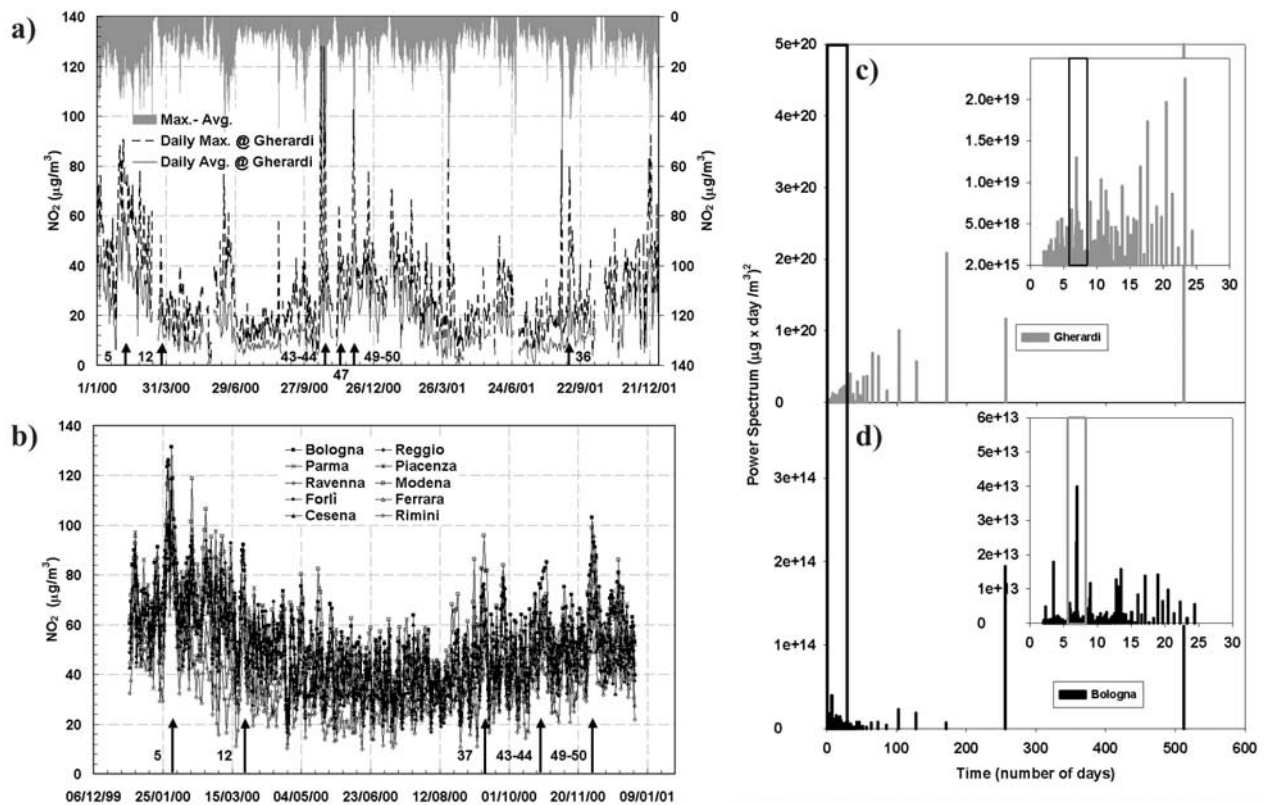 a)
140
120
100
80
60
40
20
0
NO2 (µg/m3)
0
20
40
60
80
100
120
140
NO2 (µg/m3)
Max.- Avg.
Daily Max. @ Gherardi
Daily Avg. @ Gherardi
5
12
43-44
47
49-50
36
1/1/00
31/3/00
29/6/00
27/9/00
26/12/00
26/3/01
24/6/01
22/9/01
21/12/01
b)
140
120
100
80
60
40
20
0
NO2 (µg/m3)
Bologna
Reggio
Parma
Piacenza
Ravenna
Modena
Forlì
Ferrara
Cesena
Rimini
5
12
37
43-44
49-50
06/12/99
25/01/00
15/03/00
04/05/00
23/06/00
12/08/00
01/10/00
20/11/00
09/01/01
c)
5e+20
4e+20
3e+20
2e+20
1e+20
0
Power Spectrum (µg x day /m3)2
2.0e+19
1.5e+19
1.0e+19
5.0e+18
2.0e+15
0
5
10
15
20
25
30
Gherardi
d)
3e+14
2e+14
2e+14
1e+14
5e+13
0
6e+13
5e+13
4e+13
3e+13
2e+13
1e+13
0
0
5
10
15
20
25
30
Bologna
0
100
200
300
400
500
600
Time (number of days)